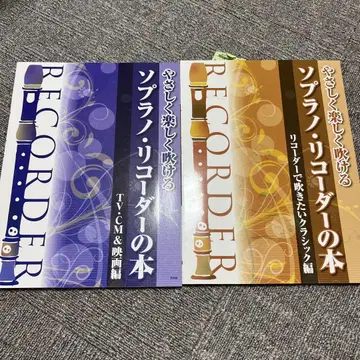 RECORDER
やさしく楽しく吹ける
ソプラノ・リコーダーの本
TV・CM&映画編
RECORDER
やさしく楽しく吹ける
ソプラノ・リコーダーの本
リコーダーで吹きたいクラシック編